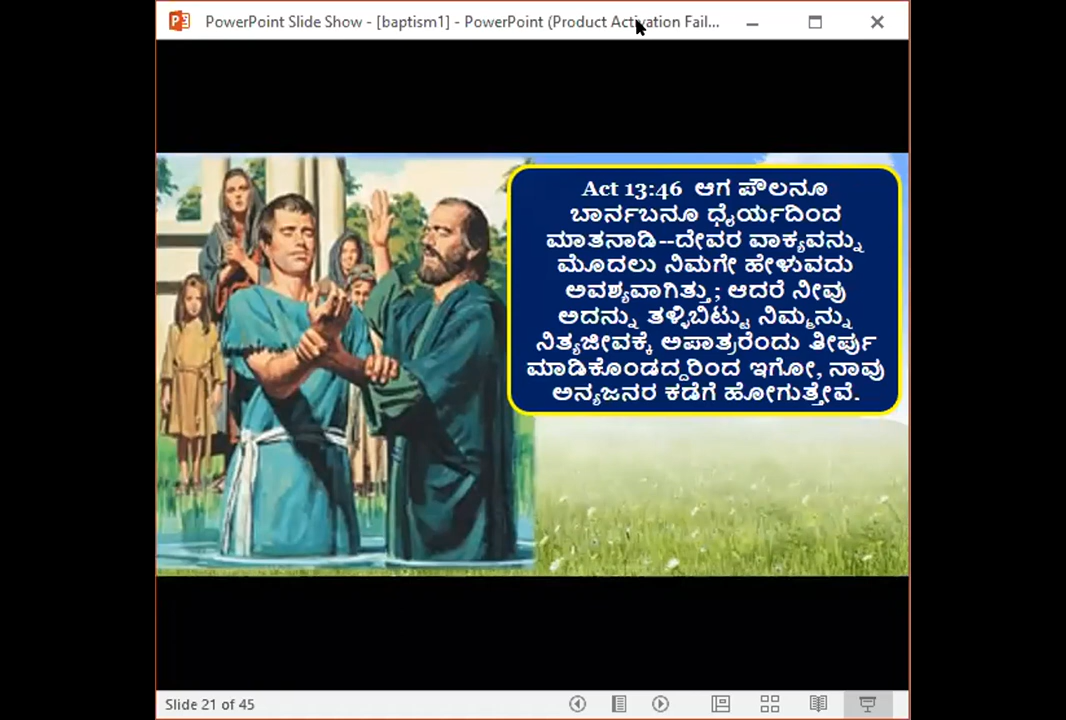 PowerPoint Slide Show - [baptism1] - PowerPoint (Product Activation Fail...
Act 13:46 ಆಗ ಪೌಲನೂ
ಬಾರ್ನಬನೂ ಧೈರ್ಯದಿಂದ
ಮಾತನಾಡಿ--ದೇವರ ವಾಕ್ಯವನ್ನು
ಮೊದಲು ನಿಮಗೇ ಹೇಳುವದು
ಅವಶ್ಯವಾಗಿತ್ತು; ಆದರೆ ನೀವು
ಅದನ್ನು ತಳ್ಳಿಬಿಟ್ಟು ನಿಮ್ಮನ್ನು
ನಿತ್ಯಜೀವಕ್ಕೆ ಅಪಾತ್ರರೆಂದು ತೀರ್ಪು
ಮಾಡಿಕೊಂಡದ್ದರಿಂದ ಇಗೋ, ನಾವು
ಅನ್ಯಜನರ ಕಡೆಗೆ ಹೋಗುತ್ತೇವೆ.
Slide 21 of 45